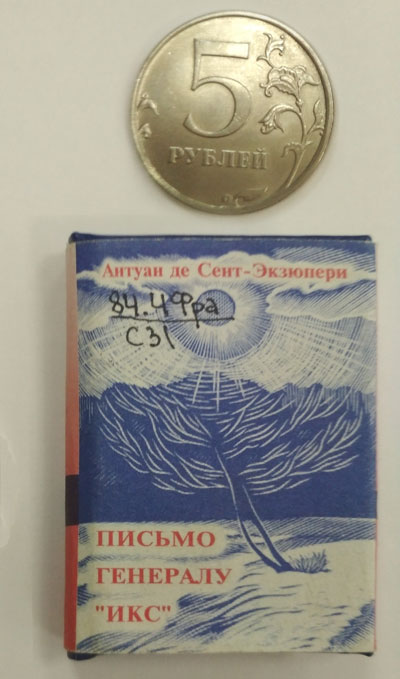 5
РУБЛЕЙ
Антуан де Сент-Экзюпери
84.4Фра
С31
ПИСЬМО
ГЕНЕРАЛУ
"ИКС"